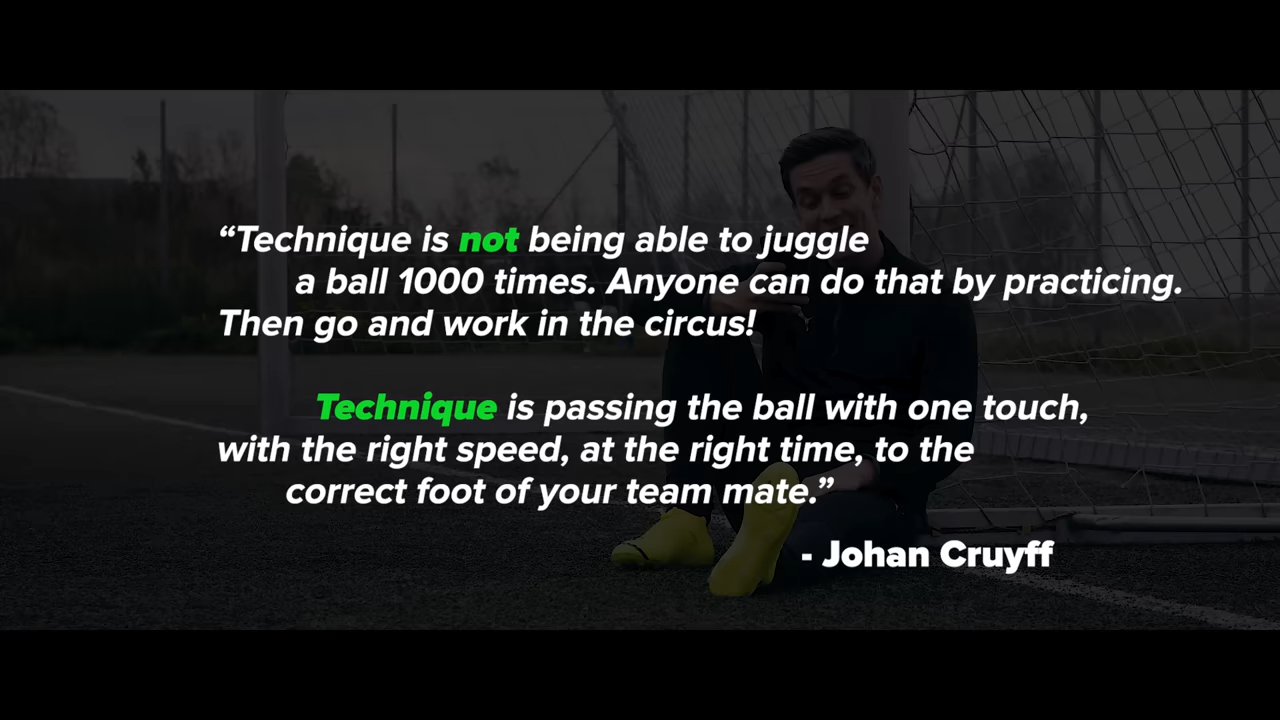 “Technique is not being able to juggle
a ball 1000 times. Anyone can do that by practicing.
Then go and work in the circus!
Technique is passing the ball with one touch,
with the right speed, at the right time, to the
correct foot of your team mate.”
- Johan Cruyff